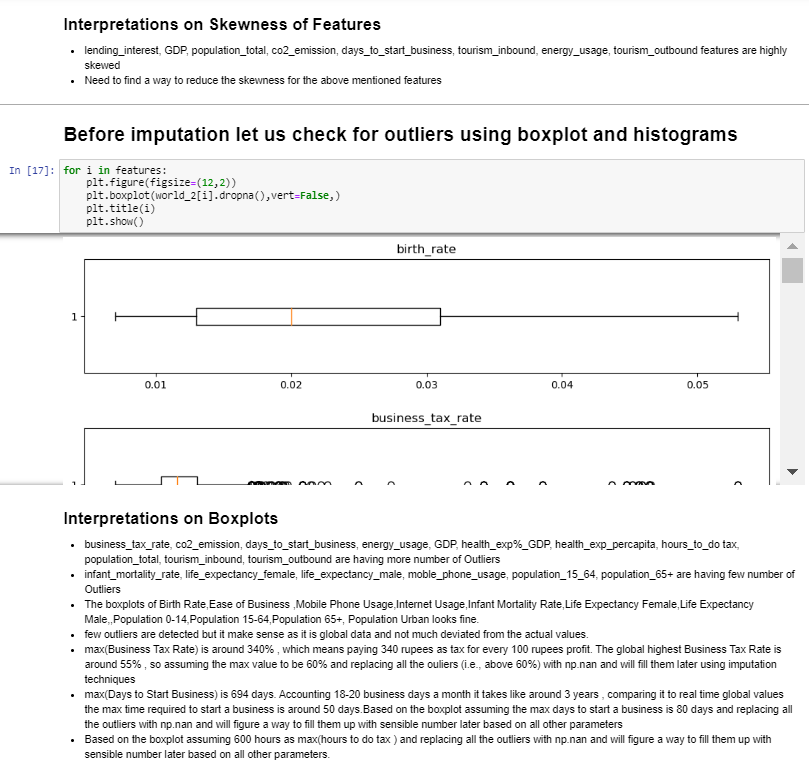 Interpretations on Skewness of Features
• lending_interest, GDP, population_total, co2_emission, days_to_start_business, tourism_inbound, energy_usage, tourism_outbound features are highly
skewed
• Need to find a way to reduce the skewness for the above mentioned features
Before imputation let us check for outliers using boxplot and histograms
In [17]: for i in features:
plt.figure(figsize=(12,2))
plt.boxplot(world_2[i].dropna(),vert=False,)
plt.title(i)
plt.show()
birth_rate
1
0.01 0.02 0.03 0.04 0.05
business_tax_rate
1
Interpretations on Boxplots
• business_tax_rate, co2_emission, days_to_start_business, energy_usage, GDP, health_exp%_GDP, health_exp_percapita, hours_to_do tax,
population_total, tourism_inbound, tourism_outbound are having more number of Outliers
• infant_mortality_rate, life_expectancy_female, life_expectancy_male, moble_phone_usage, population_15_64, population_65+ are having few number of
Outliers
• The boxplots of Birth Rate,Ease of Business ,Mobile Phone Usage,Internet Usage,Infant Mortality Rate,Life Expectancy Female,Life Expectancy
Male,,Population 0-14,Population 15-64,Population 65+, Population Urban looks fine.
• few outliers are detected but it make sense as it is global data and not much deviated from the actual values.
• max(Business Tax Rate) is around 340% , which means paying 340 rupees as tax for every 100 rupees profit. The global highest Business Tax Rate is
around 55% , so assuming the max value to be 60% and replacing all the ouliers (i.e., above 60%) with np.nan and will fill them later using imputation
techniques
• max(Days to Start Business) is 694 days. Accounting 18-20 business days a month it takes like around 3 years , comparing it to real time global values
the max time required to start a business is around 50 days.Based on the boxplot assuming the max days to start a business is 80 days and replacing all
the outliers with np.nan and will figure a way to fill them up with sensible number later based on all other parameters
• Based on the boxplot assuming 600 hours as max(hours to do tax ) and replacing all the outliers with np.nan and will figure a way to fill them up with
sensible number later based on all other parameters.